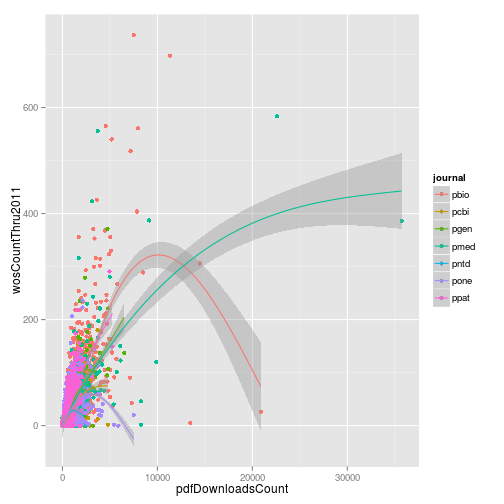 600
400
200
0
wosCountThru2011
0
10000
20000
30000
pdfDownloadsCount
journal
pbio
pcbi
pgen
pmed
pntd
pone
ppat